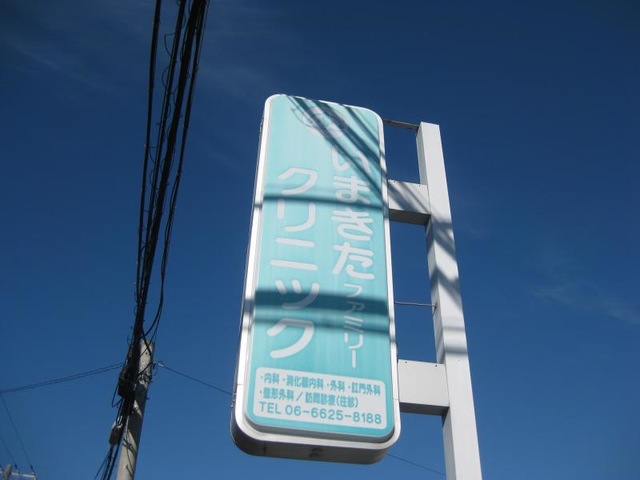 いまきたファミリー
クリニック
・内科・消化器内科・外科・肛門外科
・整形外科／訪問診療(往診)
TEL 06-6625-8188